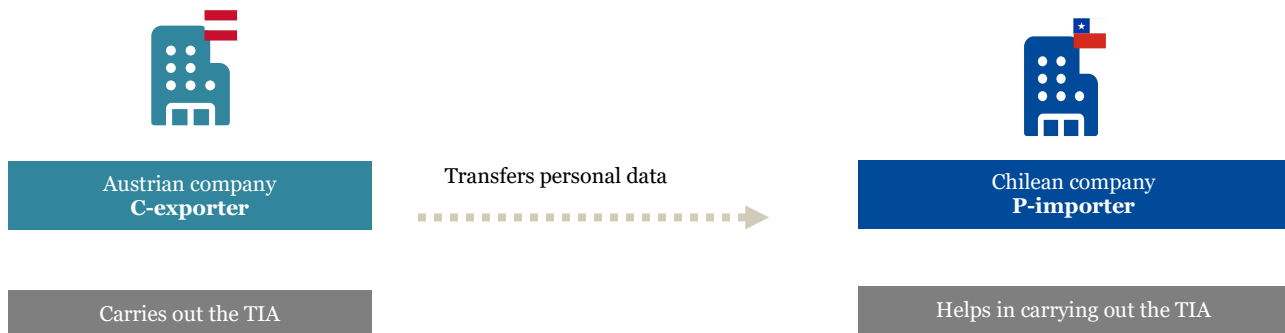 Austrian company
C-exporter
Transfers personal data
Chilean company
P-importer
Carries out the TIA
Helps in carrying out the TIA